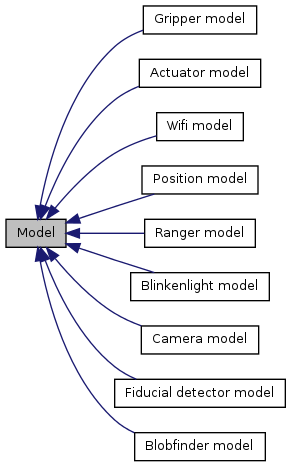 Gripper model
Actuator model
Wifi model
Position model
Model
Ranger model
Blinkenlight model
Camera model
Fiducial detector model
Blobfinder model